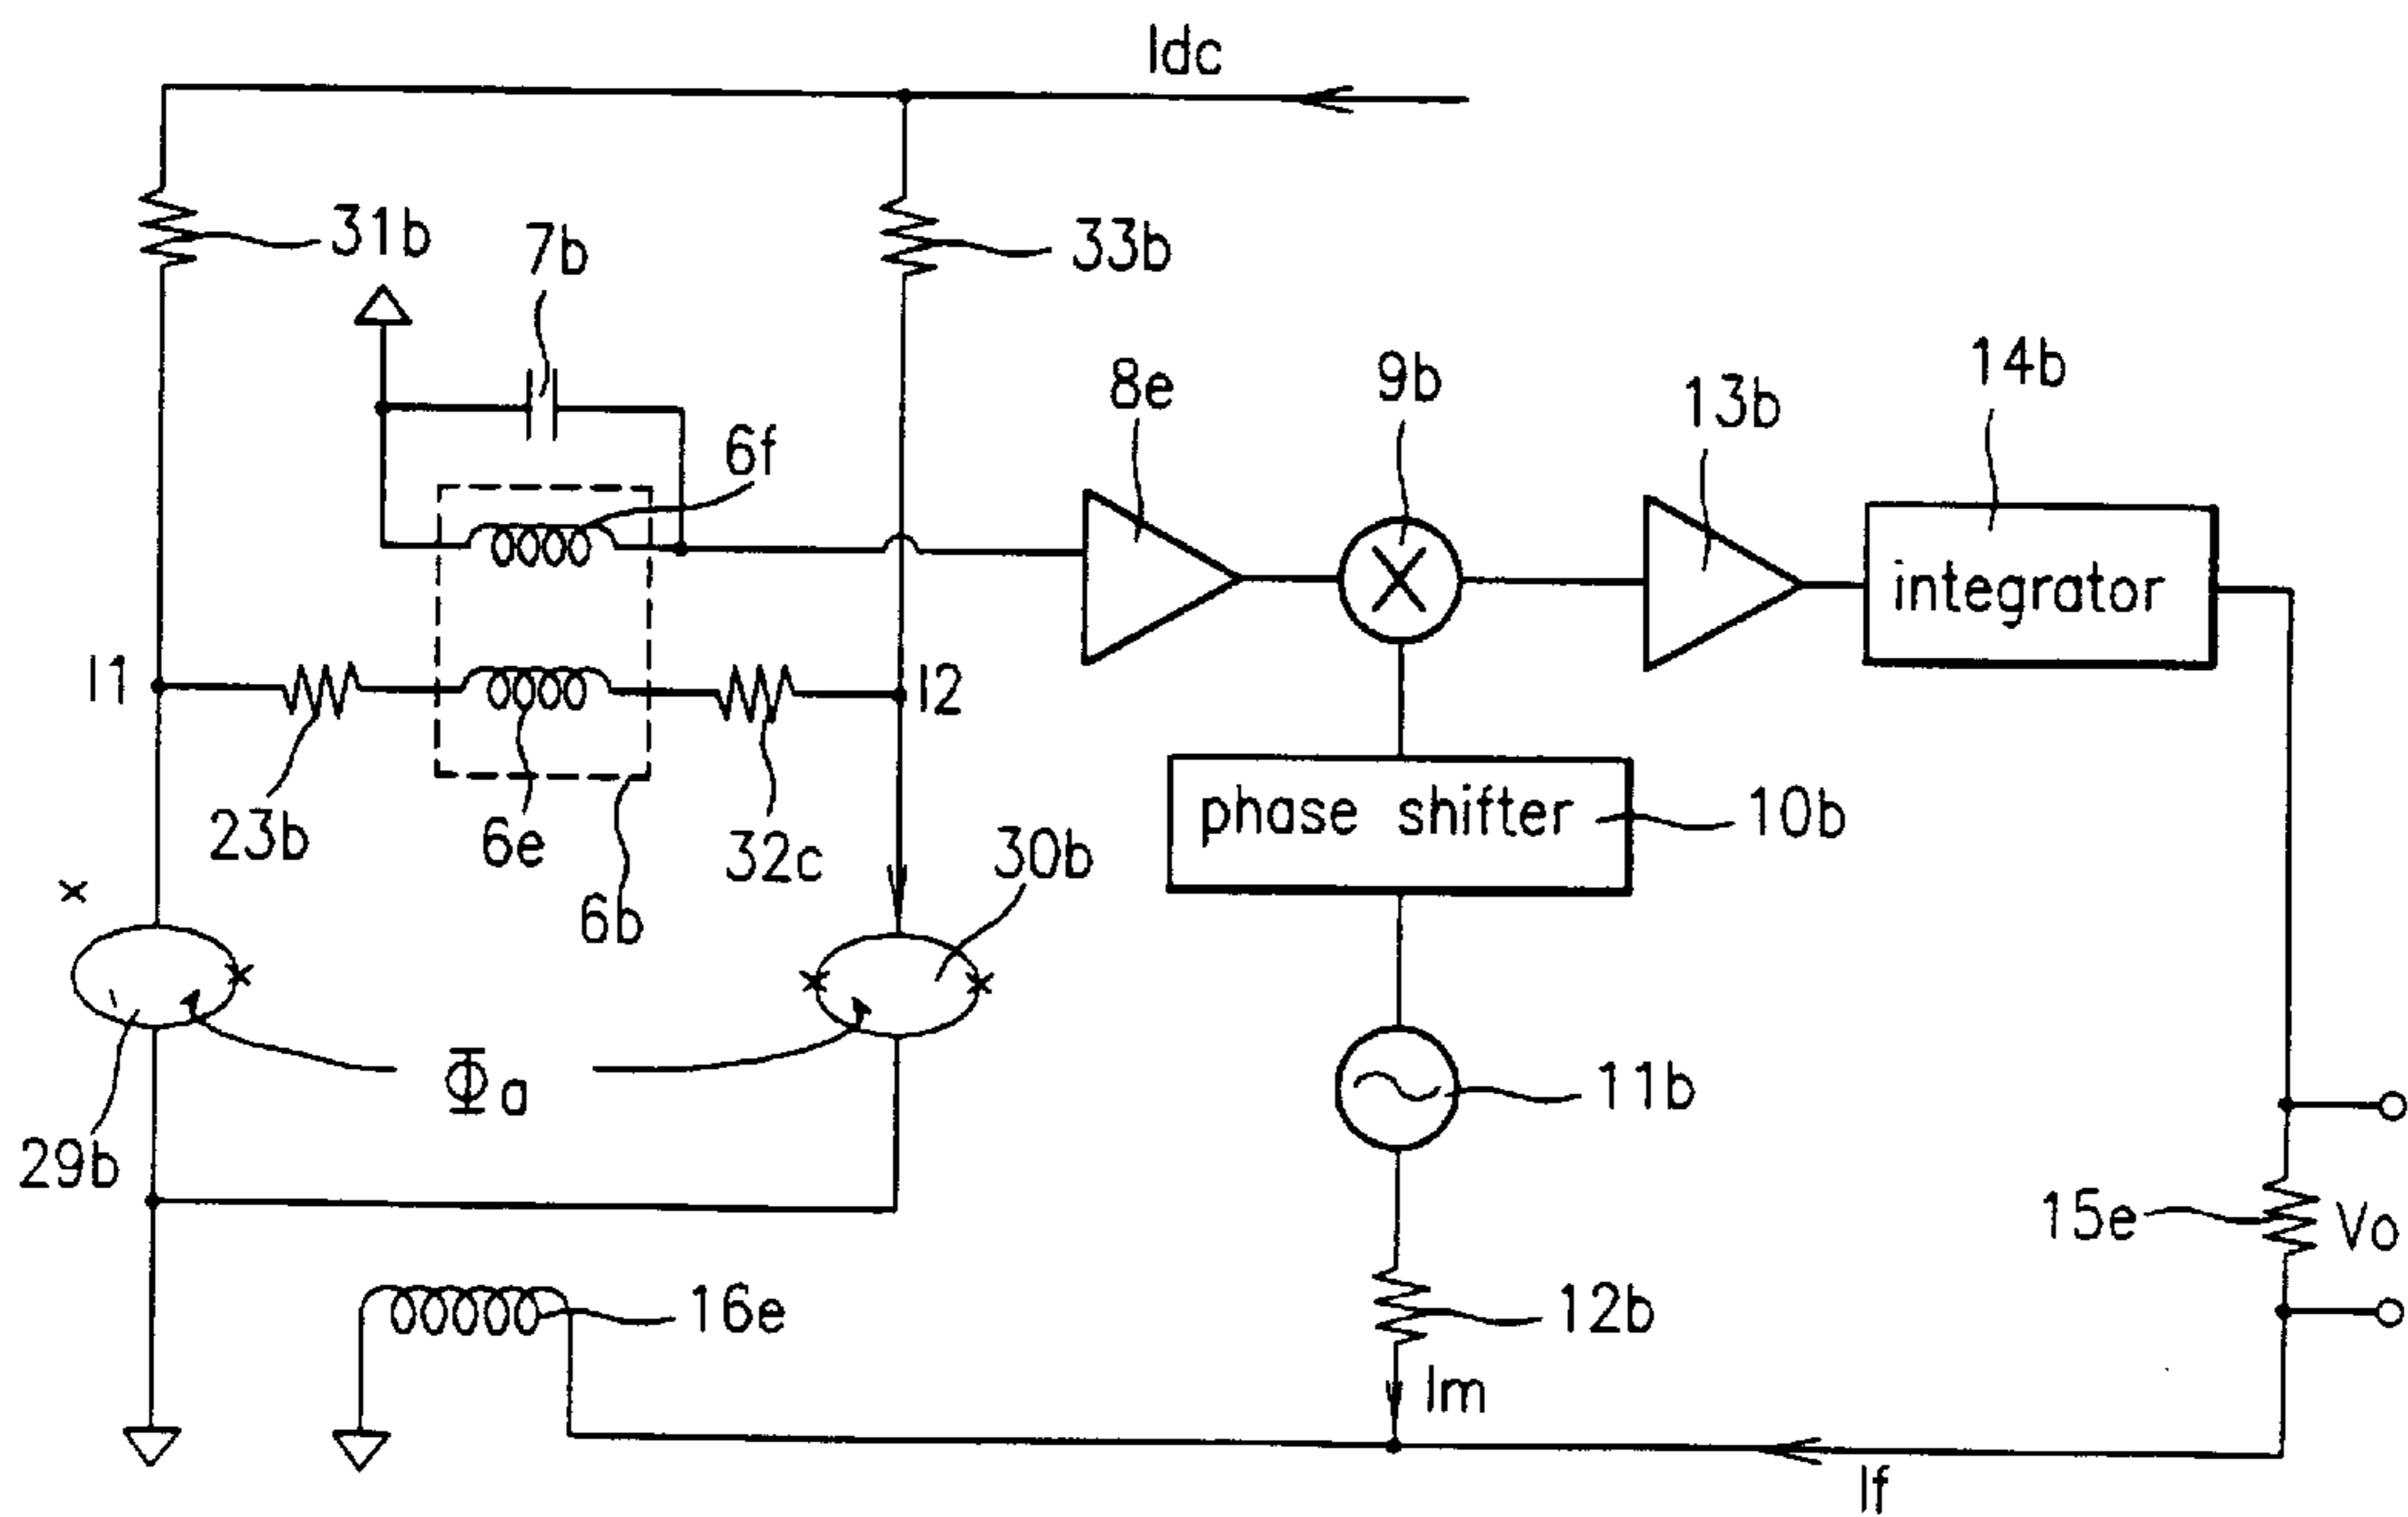 Idc
31b
7b
33b
6f
8e
9b
13b
14b
integrator
I1
I2
23b
6e
32c
6b
30b
phase shifter
10b
Φa
29b
11b
15e
Vo
16e
12b
Im
If